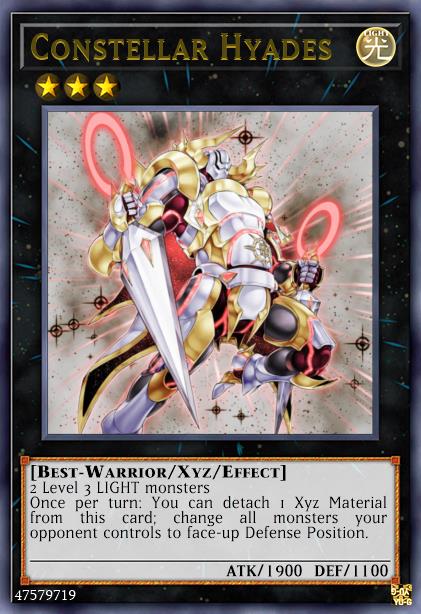 CONSTELLAR HYADES
LIGHT
光
[BEST-WARRIOR/XYZ/EFFECT]
2 Level 3 LIGHT monsters
Once per turn: You can detach 1 Xyz Material
from this card; change all monsters your
opponent controls to face-up Defense Position.
ATK/1900 DEF/1100
47579719